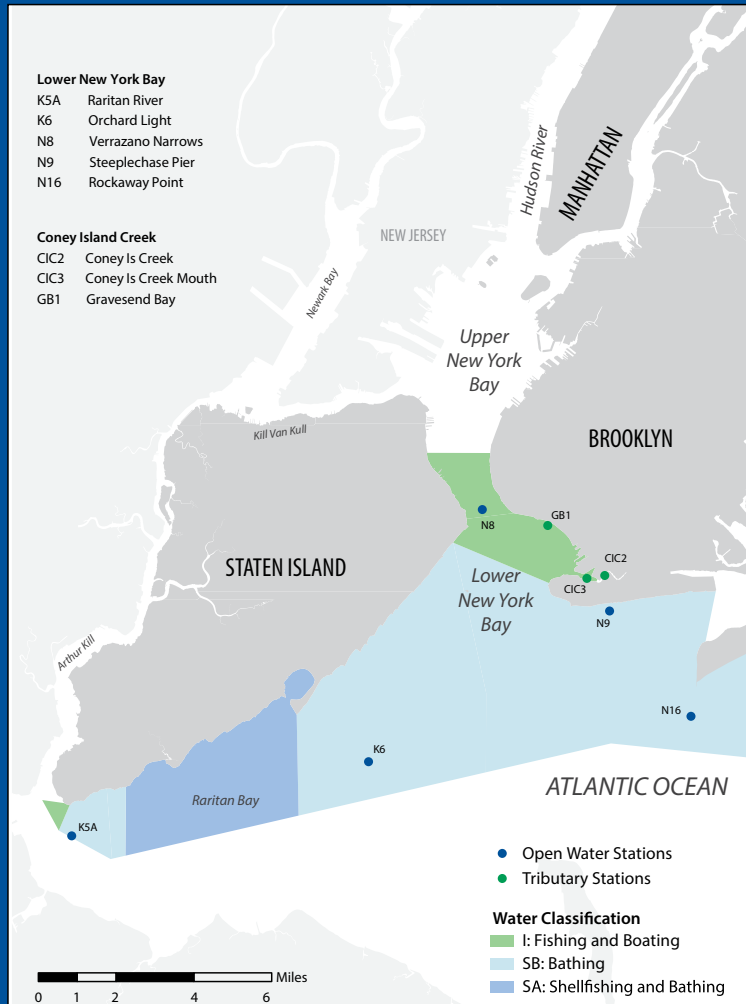 Lower New York Bay
K5A Raritan River
K6 Orchard Light
N8 Verrazano Narrows
N9 Steeplechase Pier
N16 Rockaway Point
Coney Island Creek
CIC2 Coney Is Creek
CIC3 Coney Is Creek Mouth
GB1 Gravesend Bay
Hudson River
MANHATTAN
NEW JERSEY
Newark Bay
Upper
New York
Bay
Kill Van Kull
BROOKLYN
N8
GB1
CIC2
CIC3
STATEN ISLAND
Lower
New York
Bay
N9
Arthur Kill
N16
K6
Raritan Bay
ATLANTIC OCEAN
K5A
Open Water Stations
Tributary Stations
Water Classification
I: Fishing and Boating
SB: Bathing
SA: Shellfishing and Bathing
Miles
0 1 2 4 6